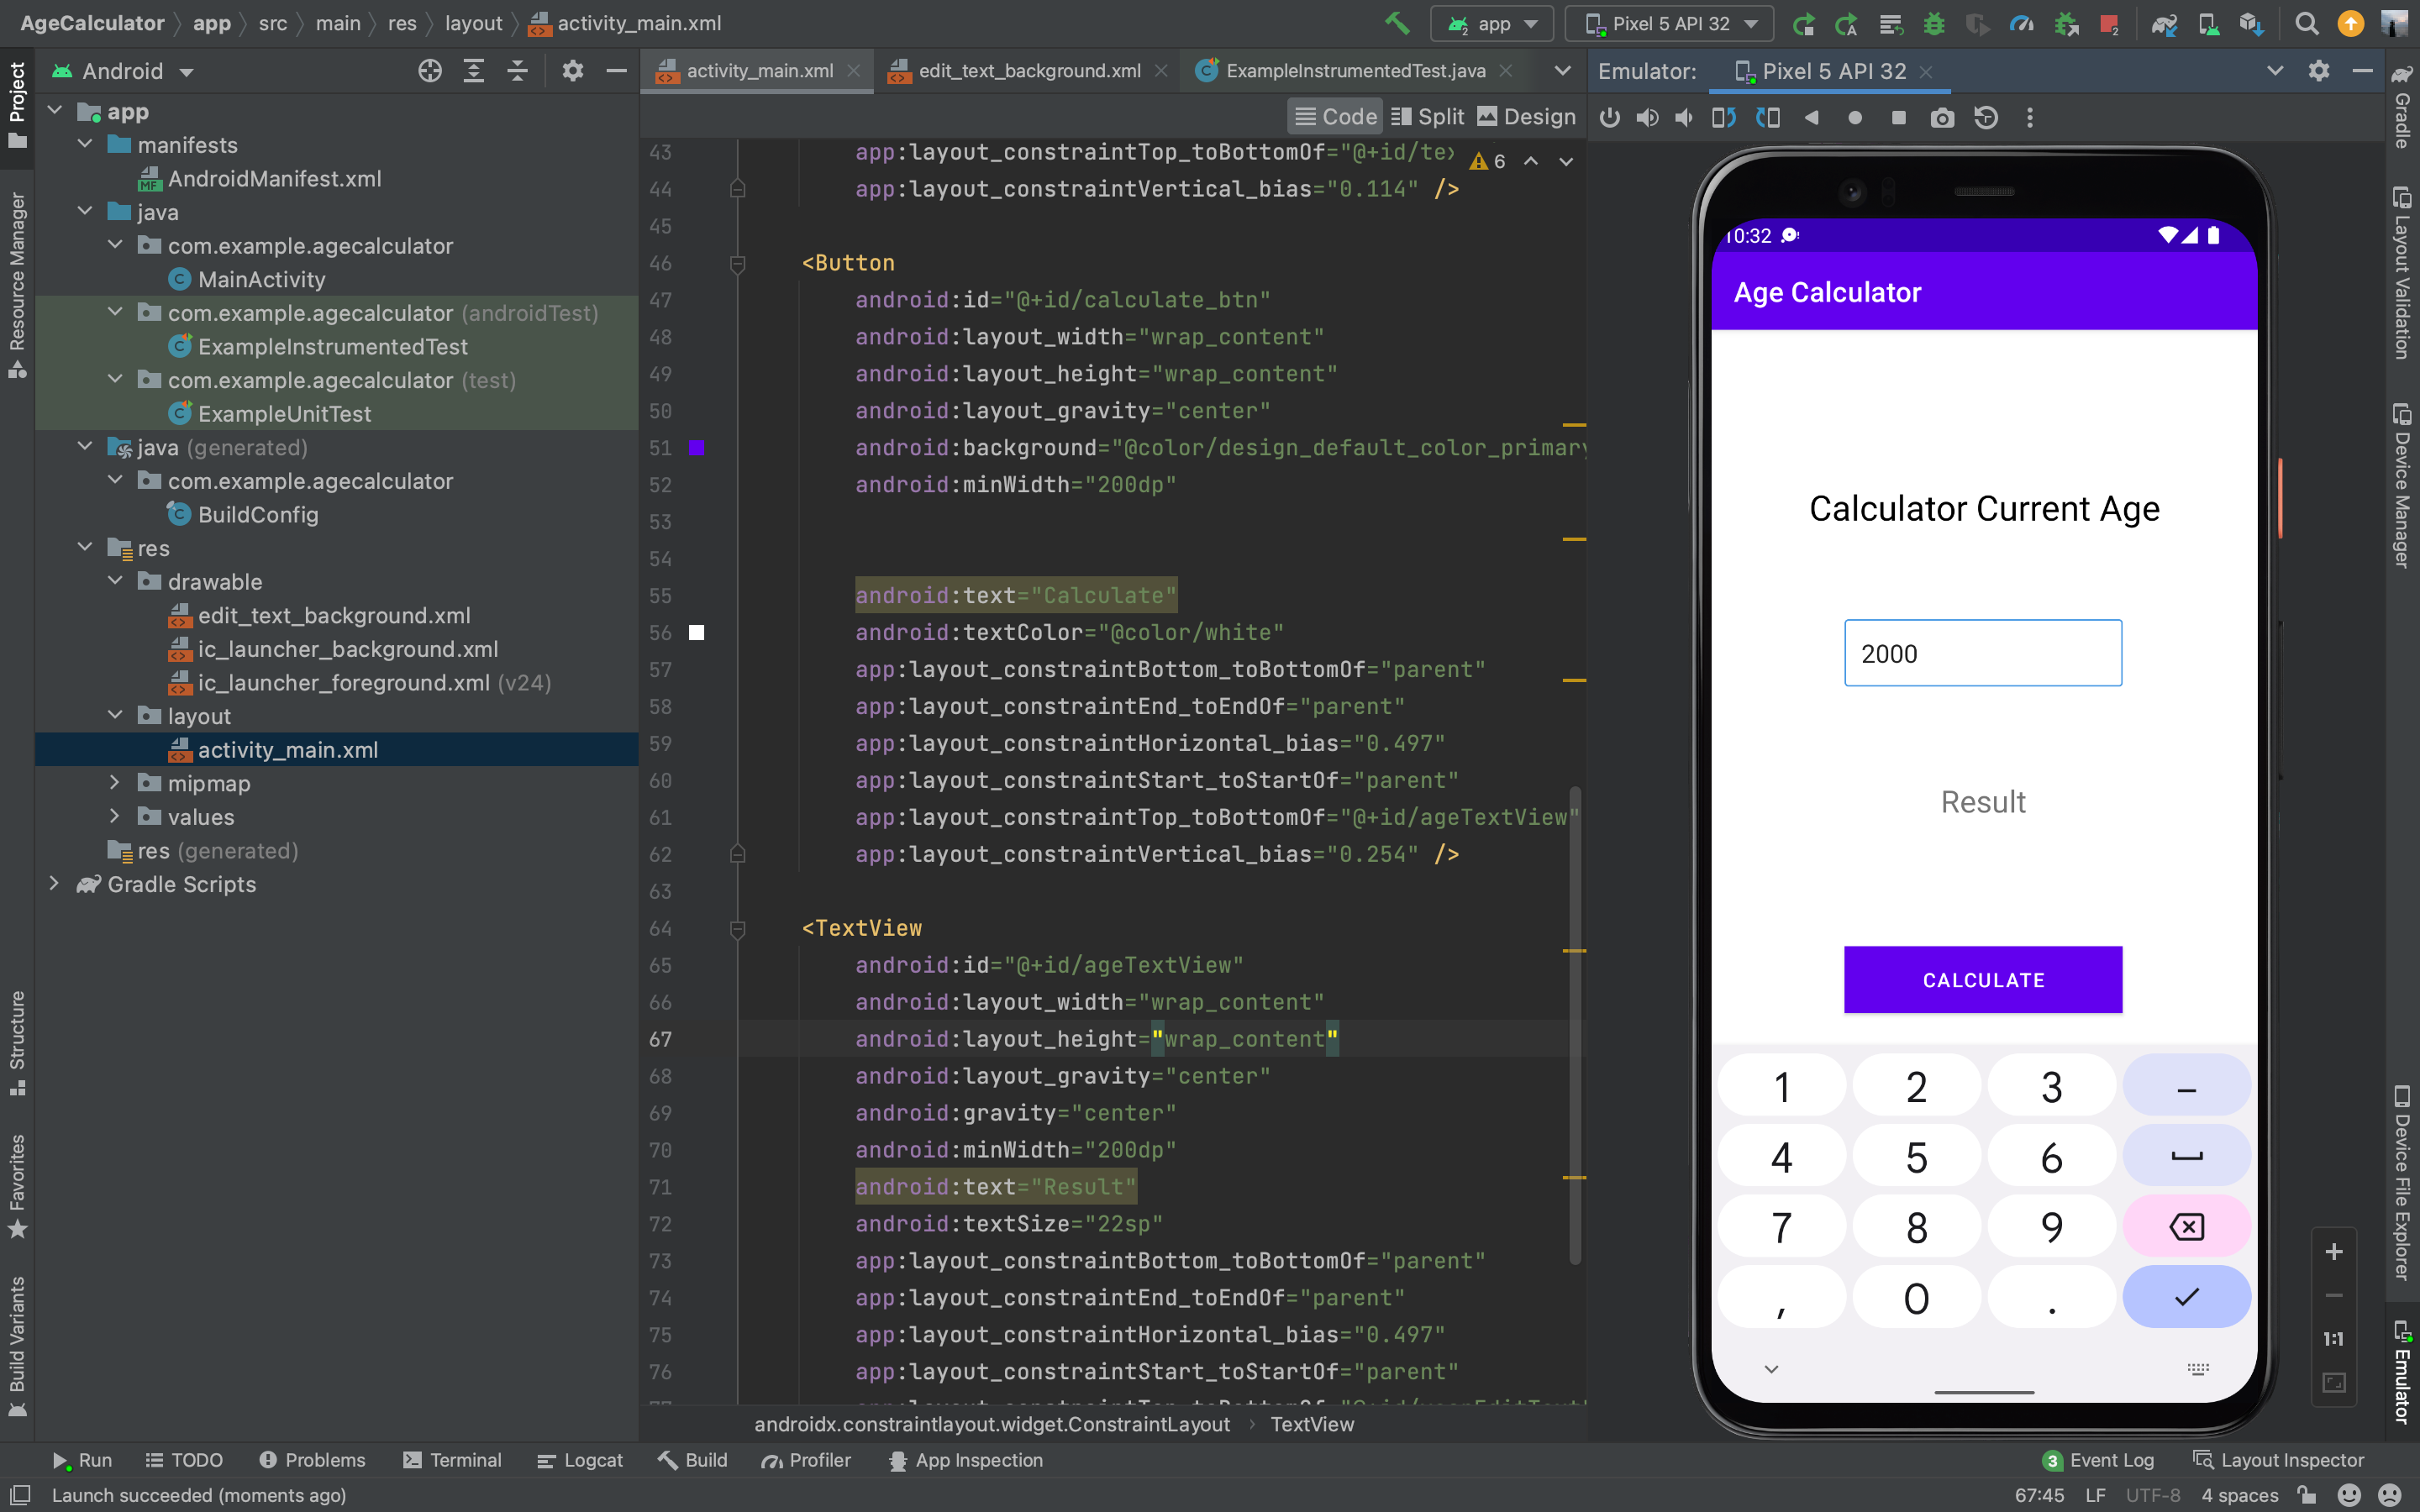 AgeCalculator app src main res layout activity_main.xml
app Pixel 5 API 32
Project
Resource Manager
Structure
Favorites
Build Variants
Android
app
manifests
AndroidManifest.xml
java
com.example.agecalculator
MainActivity
com.example.agecalculator (androidTest)
ExampleInstrumentedTest
com.example.agecalculator (test)
ExampleUnitTest
java (generated)
com.example.agecalculator
BuildConfig
res
drawable
edit_text_background.xml
ic_launcher_background.xml
ic_launcher_foreground.xml (v24)
layout
activity_main.xml
mipmap
values
res (generated)
Gradle Scripts
activity_main.xml edit_text_background.xml ExampleInstrumentedTest.java
Code Split Design
6
43 app:layout_constraintTop_toBottomOf="@+id/tex
44 app:layout_constraintVertical_bias="0.114" />
45
46 <Button
47 android:id="@+id/calculate_btn"
48 android:layout_width="wrap_content"
49 android:layout_height="wrap_content"
50 android:layout_gravity="center"
51 android:background="@color/design_default_color_primary
52 android:minWidth="200dp"
53
54
55 android:text="Calculate"
56 android:textColor="@color/white"
57 app:layout_constraintBottom_toBottomOf="parent"
58 app:layout_constraintEnd_toEndOf="parent"
59 app:layout_constraintHorizontal_bias="0.497"
60 app:layout_constraintStart_toStartOf="parent"
61 app:layout_constraintTop_toBottomOf="@+id/ageTextView"
62 app:layout_constraintVertical_bias="0.254" />
63
64 <TextView
65 android:id="@+id/ageTextView"
66 android:layout_width="wrap_content"
67 android:layout_height="wrap_content"
68 android:layout_gravity="center"
69 android:gravity="center"
70 android:minWidth="200dp"
71 android:text="Result"
72 android:textSize="22sp"
73 app:layout_constraintBottom_toBottomOf="parent"
74 app:layout_constraintEnd_toEndOf="parent"
75 app:layout_constraintHorizontal_bias="0.497"
76 app:layout_constraintStart_toStartOf="parent"
androidx.constraintlayout.widget.ConstraintLayout TextView
Emulator: Pixel 5 API 32
10:32
Age Calculator
Calculator Current Age
2000
Result
CALCULATE
1 2 3 –
4 5 6
7 8 9
, 0 .
1:1
Gradle
Layout Validation
Device Manager
Device File Explorer
Emulator
Run TODO Problems Terminal Logcat Build Profiler App Inspection
3 Event Log Layout Inspector
Launch succeeded (moments ago)
67:45 LF UTF-8 4 spaces